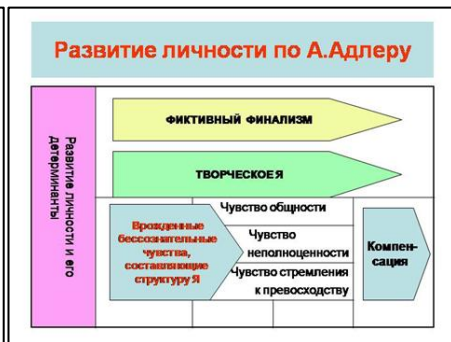 Развитие личности по А.Адлеру
Развитие личности и его
детерминанты
ФИКТИВНЫЙ ФИНАЛИЗМ
ТВОРЧЕСКОЕ Я
Врожденные
бессознательные
чувства,
составляющие
структуру Я
Чувство общности
Чувство
неполноценности
Чувство стремления
к превосходству
Компен-
сация